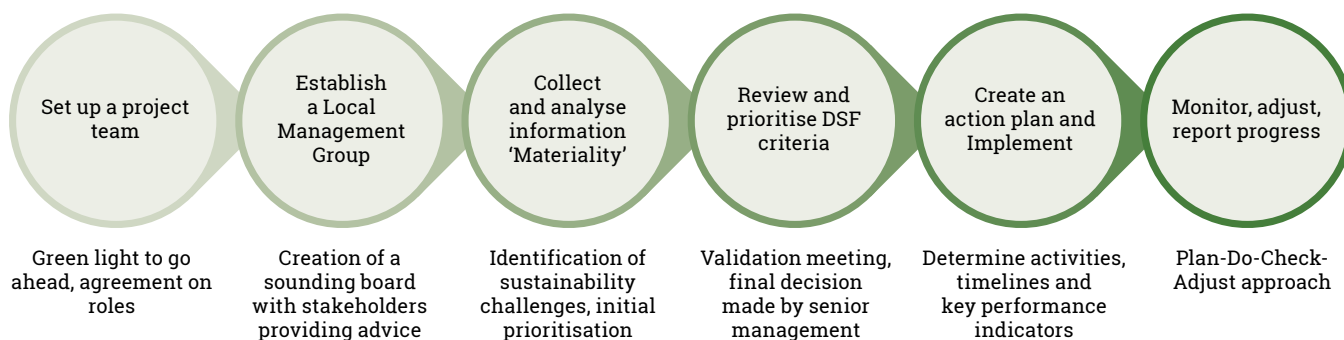 Set up a project
team
Establish
a Local
Management
Group
Collect
and analyse
information
‘Materiality’
Review and
prioritise DSF
criteria
Create an
action plan and
Implement
Monitor, adjust,
report progress
Green light to go
ahead, agreement on
roles
Creation of a
sounding board
with stakeholders
providing advice
Identification of
sustainability
challenges, initial
prioritisation
Validation meeting,
final decision
made by senior
management
Determine activities,
timelines and
key performance
indicators
Plan-Do-Check-
Adjust approach